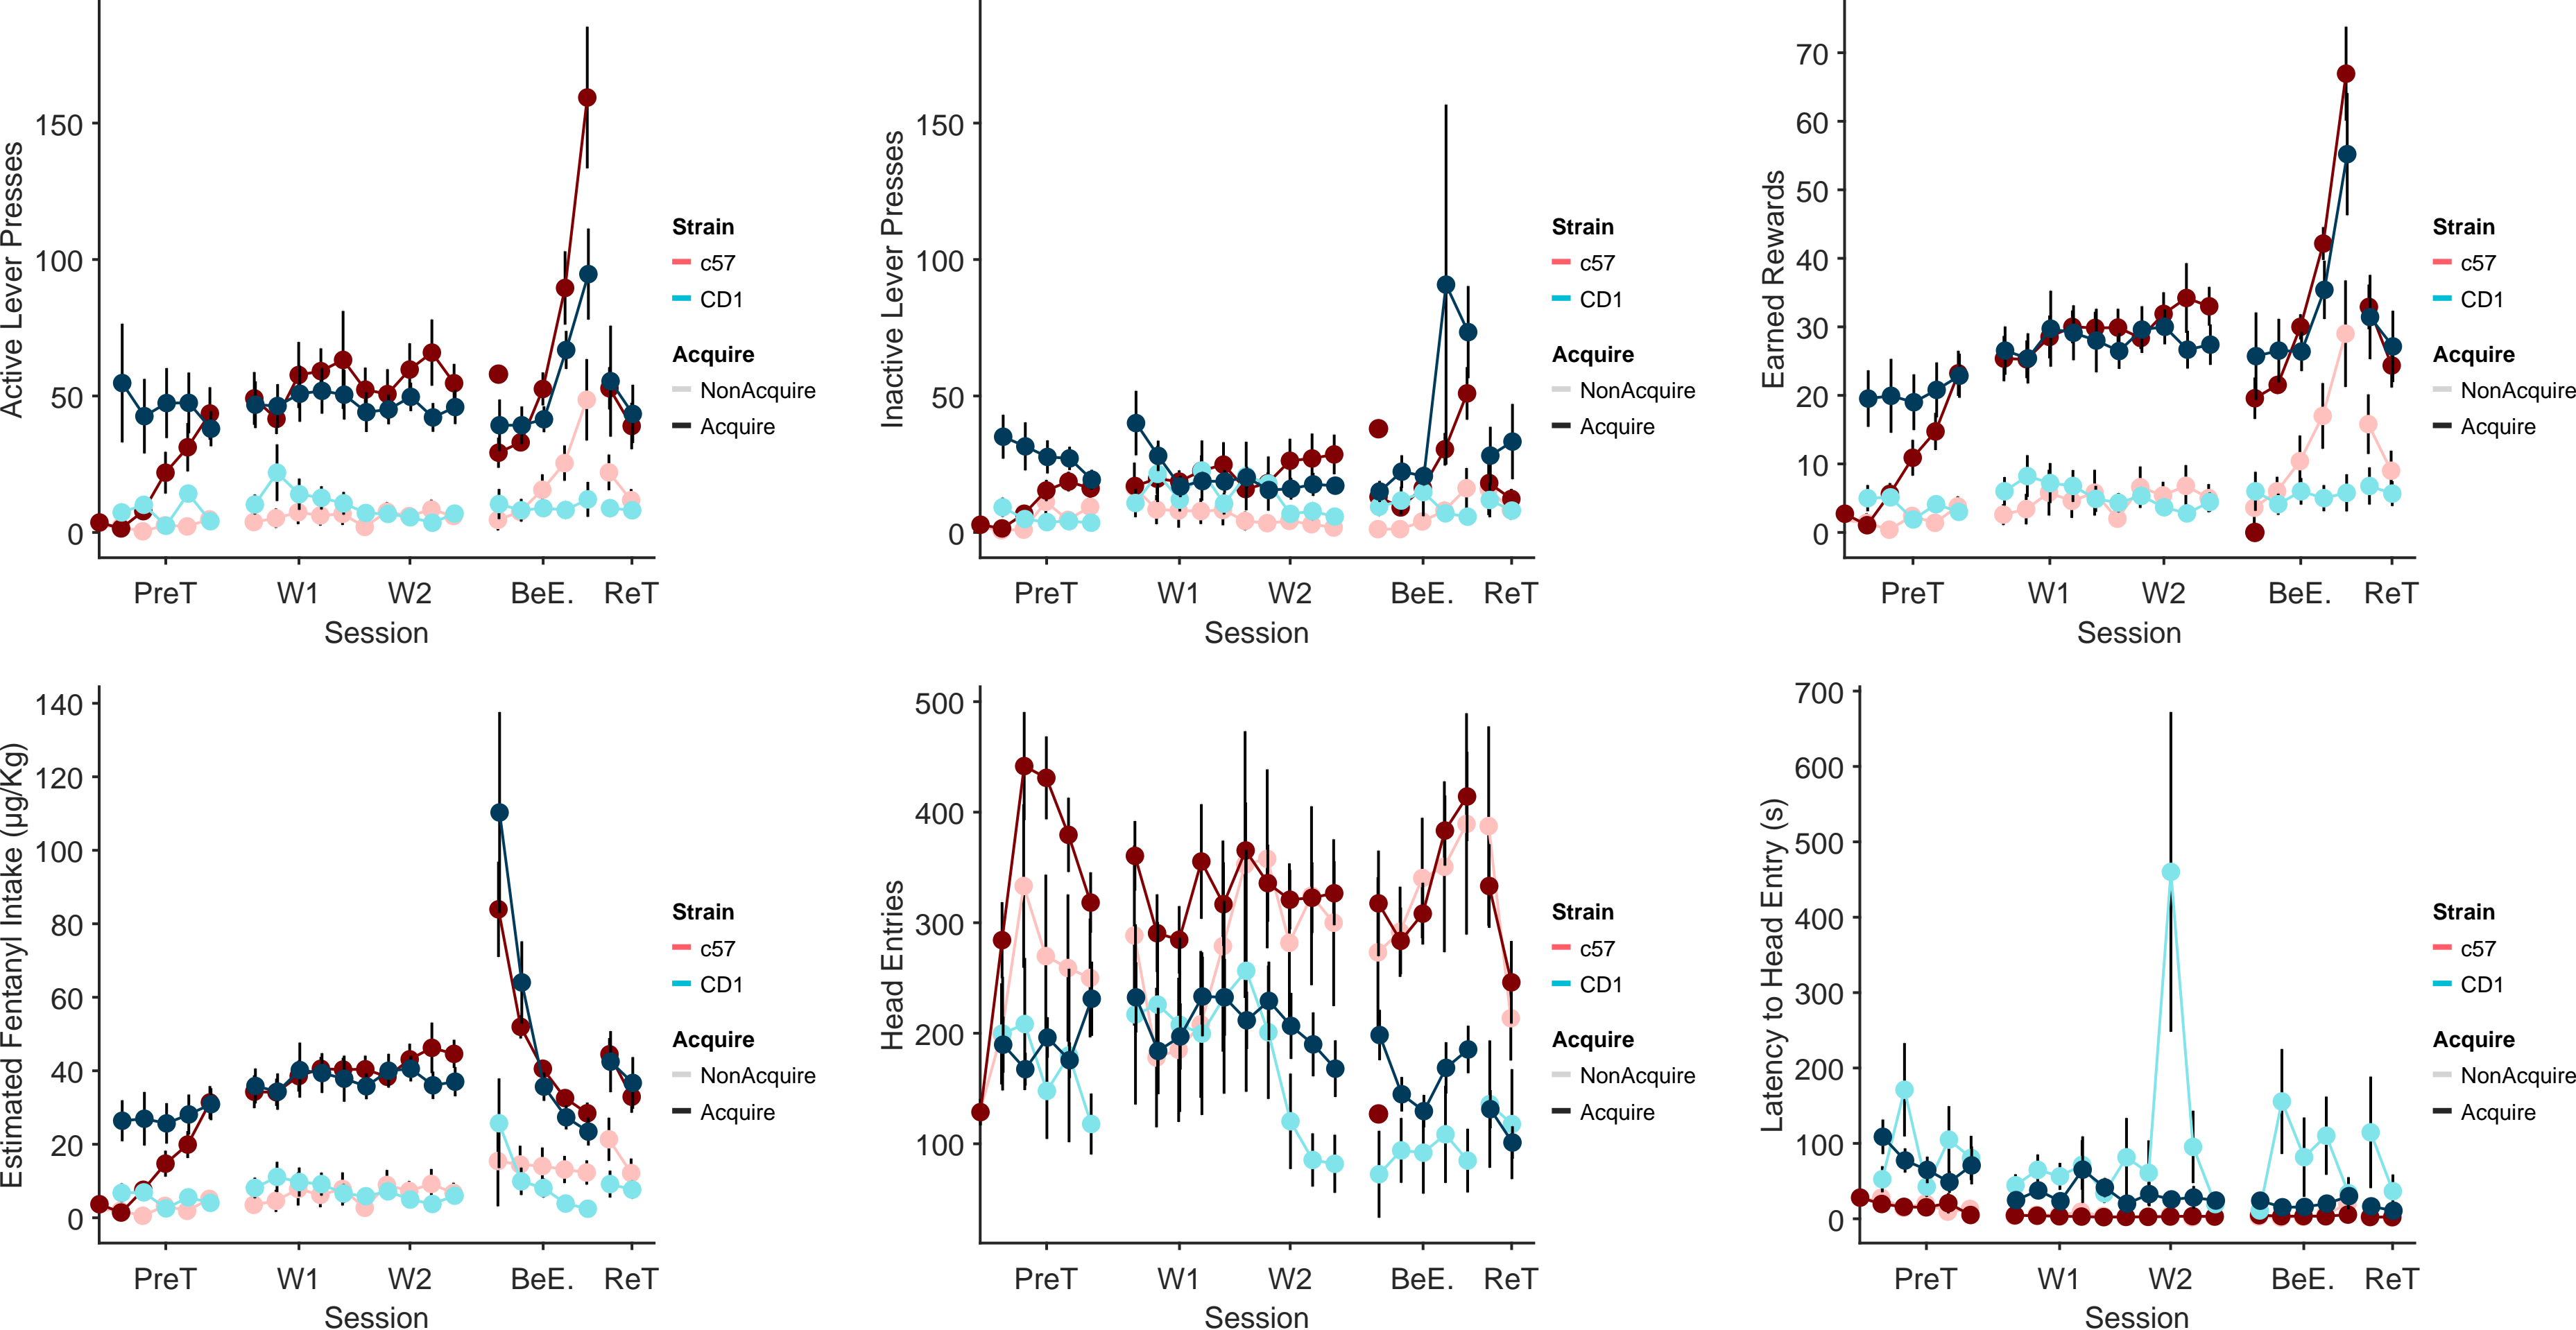 Active Lever Presses
150
100
50
0
PreT W1 W2 BeE. ReT
Session
Strain
c57
CD1
Acquire
NonAcquire
Acquire
Inactive Lever Presses
150
100
50
0
PreT W1 W2 BeE. ReT
Session
Strain
c57
CD1
Acquire
NonAcquire
Acquire
Earned Rewards
70
60
50
40
30
20
10
0
PreT W1 W2 BeE. ReT
Session
Strain
c57
CD1
Acquire
NonAcquire
Acquire
Estimated Fentanyl Intake (µg/Kg)
140
120
100
80
60
40
20
0
PreT W1 W2 BeE. ReT
Session
Strain
c57
CD1
Acquire
NonAcquire
Acquire
Head Entries
500
400
300
200
100
PreT W1 W2 BeE. ReT
Session
Strain
c57
CD1
Acquire
NonAcquire
Acquire
Latency to Head Entry (s)
700
600
500
400
300
200
100
0
PreT W1 W2 BeE. ReT
Session
Strain
c57
CD1
Acquire
NonAcquire
Acquire